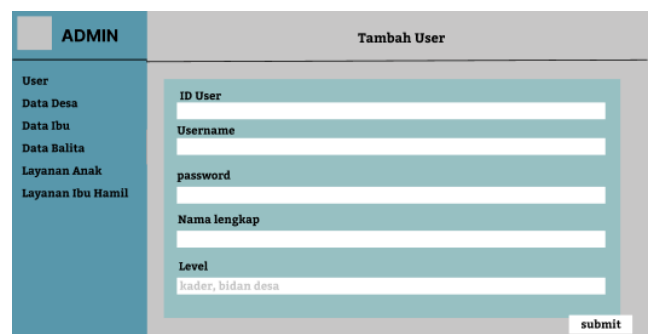 ADMIN
Tambah User
User
Data Desa
Data Ibu
Data Balita
Layanan Anak
Layanan Ibu Hamil
ID User
Username
password
Nama lengkap
Level
kader, bidan desa
submit